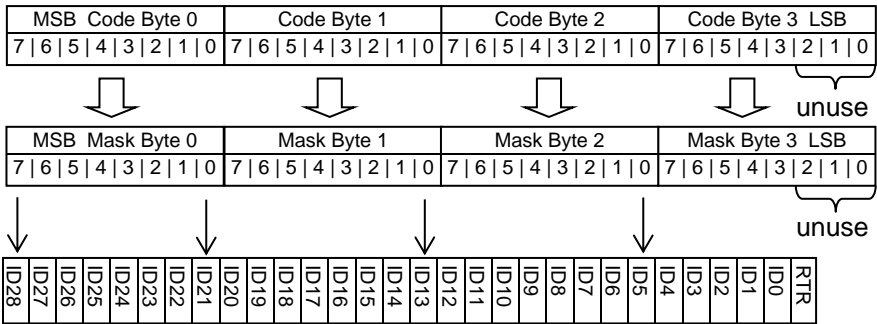 MSB Code Byte 0 Code Byte 1 Code Byte 2 Code Byte 3 LSB
7|6|5|4|3|2|1|0 7|6|5|4|3|2|1|0 7|6|5|4|3|2|1|0 7|6|5|4|3|2|1|0
unuse
MSB Mask Byte 0 Mask Byte 1 Mask Byte 2 Mask Byte 3 LSB
7|6|5|4|3|2|1|0 7|6|5|4|3|2|1|0 7|6|5|4|3|2|1|0 7|6|5|4|3|2|1|0
unuse
ID28 ID27 ID26 ID25 ID24 ID23 ID22 ID21 ID20 ID19 ID18 ID17 ID16 ID15 ID14 ID13 ID12 ID11 ID10 ID9 ID8 ID7 ID6 ID5 ID4 ID3 ID2 ID1 ID0 RTR